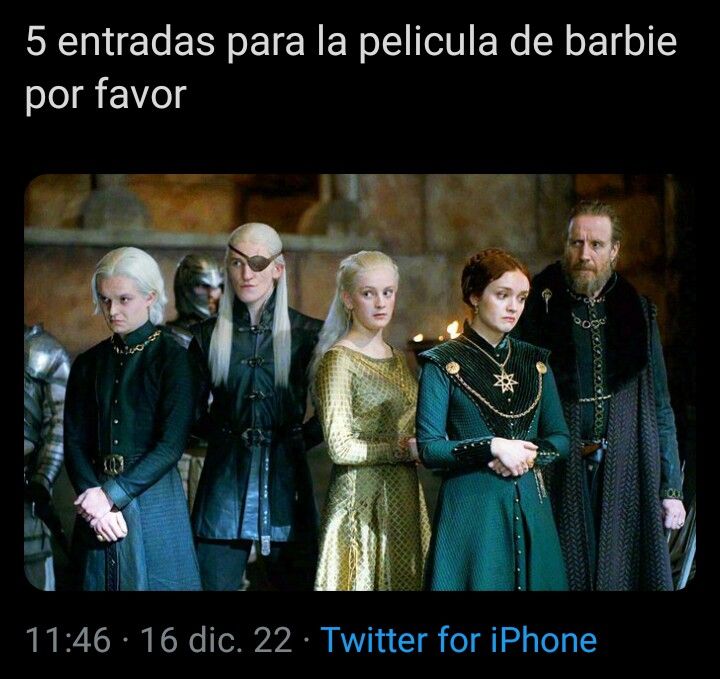 5 entradas para la pelicula de barbie
por favor
11:46 · 16 dic. 22 · Twitter for iPhone